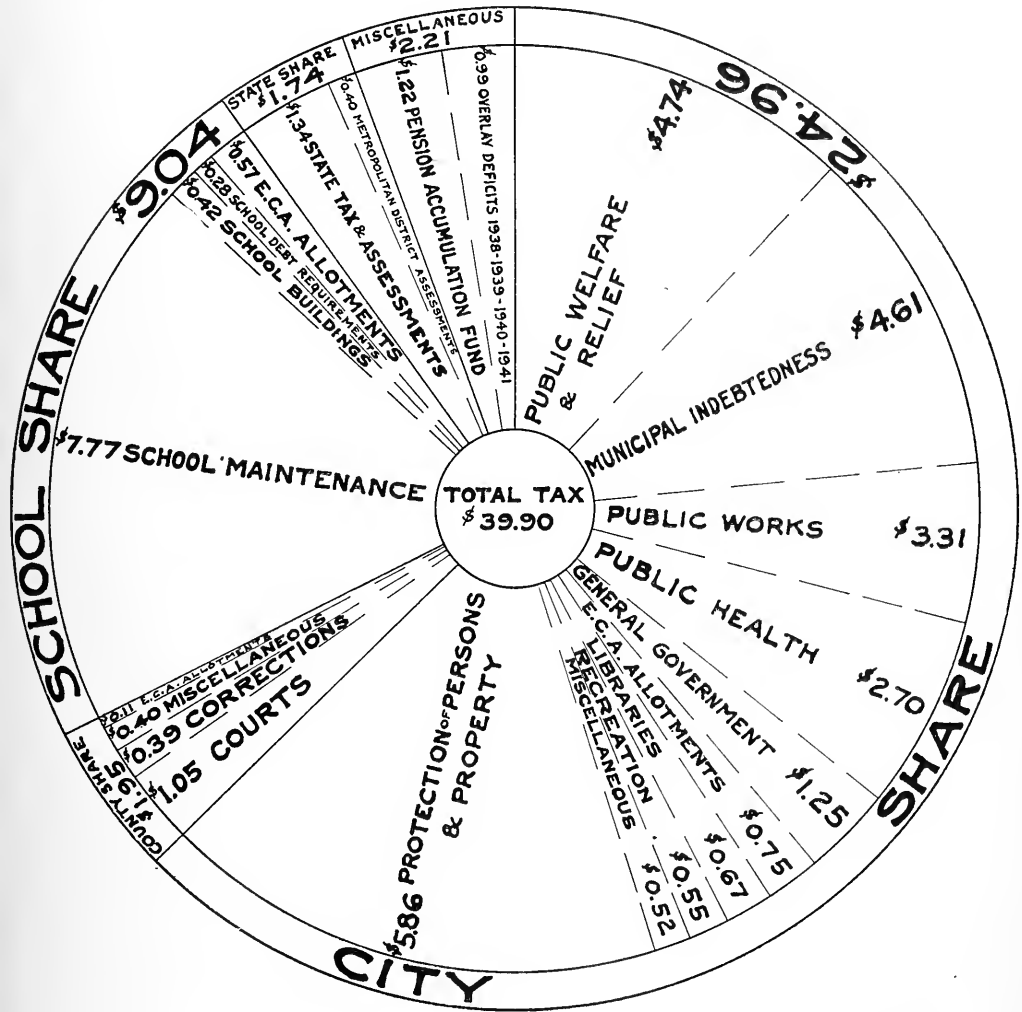 TOTAL TAX
$39.90
CITY
SHARE
$24.96
$4.74
PUBLIC WELFARE
& RELIEF
MUNICIPAL INDEBTEDNESS $4.61
PUBLIC WORKS $3.31
PUBLIC HEALTH $2.70
GENERAL GOVERNMENT $1.25
E.C.A. ALLOTMENTS $0.75
LIBRARIES $0.67
RECREATION $0.55
MISCELLANEOUS $0.52
$5.86 PROTECTION OF PERSONS
& PROPERTY
COUNTY SHARE
$1.95
$1.05 COURTS
$0.39 CORRECTIONS
$0.40 MISCELLANEOUS
$0.11 E.C.A. ALLOTMENTS
SCHOOL SHARE $9.04
$7.77 SCHOOL MAINTENANCE
$0.42 SCHOOL BUILDINGS
$0.28 SCHOOL DEBT REQUIREMENTS
$0.57 E.C.A. ALLOTMENTS
STATE SHARE
$1.74
$1.34 STATE TAX & ASSESSMENTS
$0.40 METROPOLITAN DISTRICT ASSESSMENTS
MISCELLANEOUS
$2.21
$1.22 PENSION ACCUMULATION FUND
$0.99 OVERLAY DEFICITS 1938-1939-1940-1941